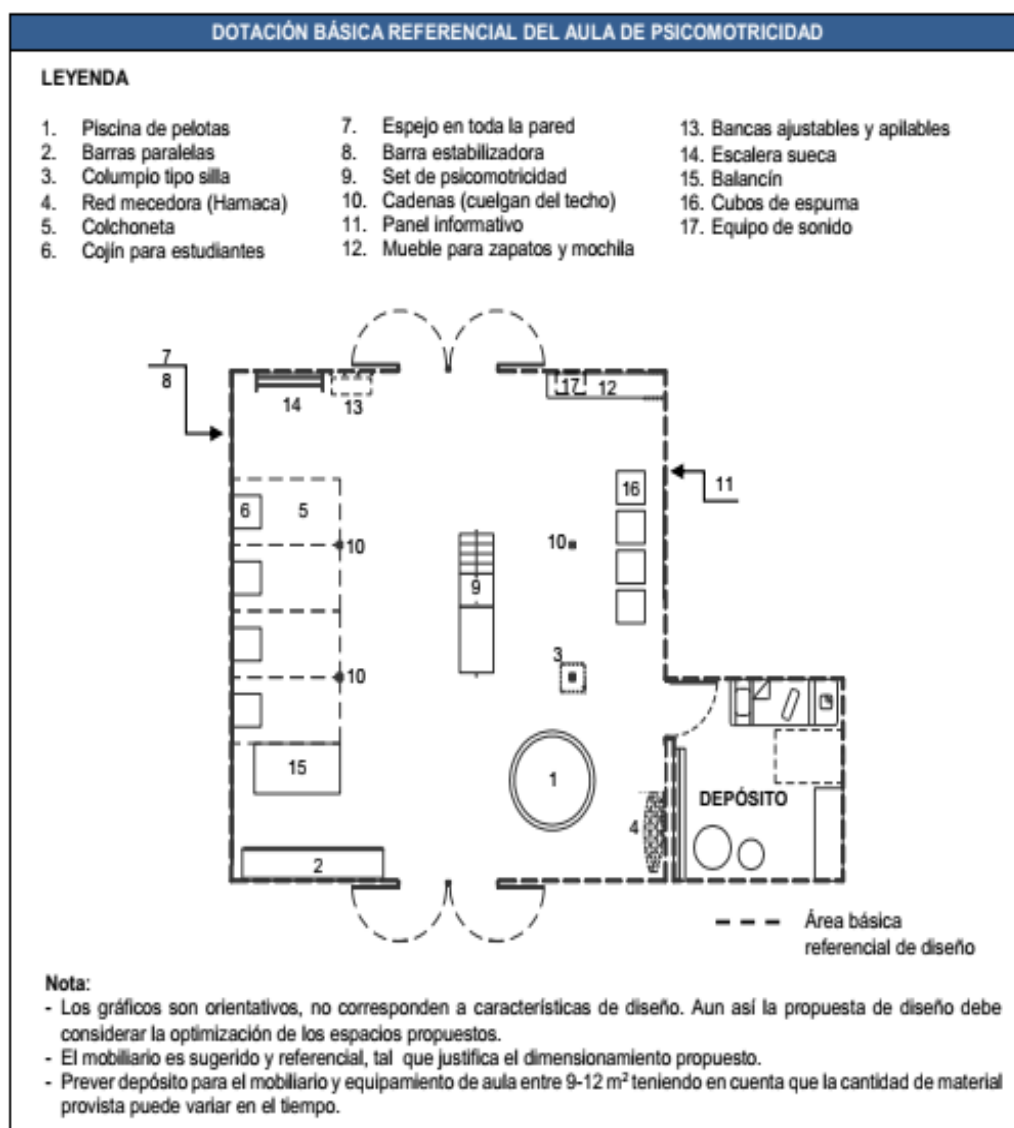 DOTACIÓN BÁSICA REFERENCIAL DEL AULA DE PSICOMOTRICIDAD
LEYENDA
1. Piscina de pelotas
2. Barras paralelas
3. Columpio tipo silla
4. Red mecedora (Hamaca)
5. Colchoneta
6. Cojín para estudiantes
7. Espejo en toda la pared
8. Barra estabilizadora
9. Set de psicomotricidad
10. Cadenas (cuelgan del techo)
11. Panel informativo
12. Mueble para zapatos y mochila
13. Bancas ajustables y apilables
14. Escalera sueca
15. Balancín
16. Cubos de espuma
17. Equipo de sonido
7
8
14
13
17
12
16
11
6
5
10
10
9
10
3
15
1
4
DEPÓSITO
2
Área básica
referencial de diseño
Nota:
- Los gráficos son orientativos, no corresponden a características de diseño. Aun así la propuesta de diseño debe
considerar la optimización de los espacios propuestos.
- El mobiliario es sugerido y referencial, tal que justifica el dimensionamiento propuesto.
- Prever depósito para el mobiliario y equipamiento de aula entre 9-12 m² teniendo en cuenta que la cantidad de material
provista puede variar en el tiempo.